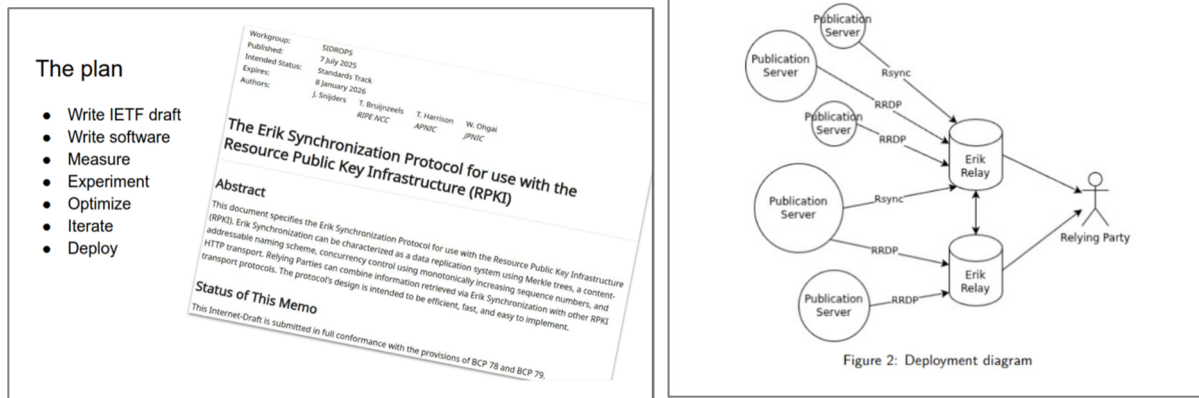 The plan
● Write IETF draft
● Write software
● Measure
● Experiment
● Optimize
● Iterate
● Deploy
Workgroup: SIDROPS
Published: 7 July 2025
Intended Status: Standards Track
Expires: 8 January 2026
Authors: J. Snijders T. Bruijnzeels T. Harrison W. Ohgai
RIPE NCC APNIC JPNIC
The Erik Synchronization Protocol for use with the
Resource Public Key Infrastructure (RPKI)
Abstract
This document specifies the Erik Synchronization Protocol for use with the Resource Public Key Infrastructure
(RPKI). Erik Synchronization can be characterized as a data replication system using Merkle trees, a content-
addressable naming scheme, concurrency control using monotonically increasing sequence numbers, and
HTTP transport. Relying Parties can combine information retrieved via Erik Synchronization with other RPKI
transport protocols. The protocol's design is intended to be efficient, fast, and easy to implement.
Status of This Memo
This Internet-Draft is submitted in full conformance with the provisions of BCP 78 and BCP 79.
Publication
Server
Rsync
Publication
Server
RRDP
Publication
Server
RRDP
Erik
Relay
Publication
Server
Rsync
RRDP
Relying Party
Erik
Relay
Publication
Server
RRDP
Figure 2: Deployment diagram